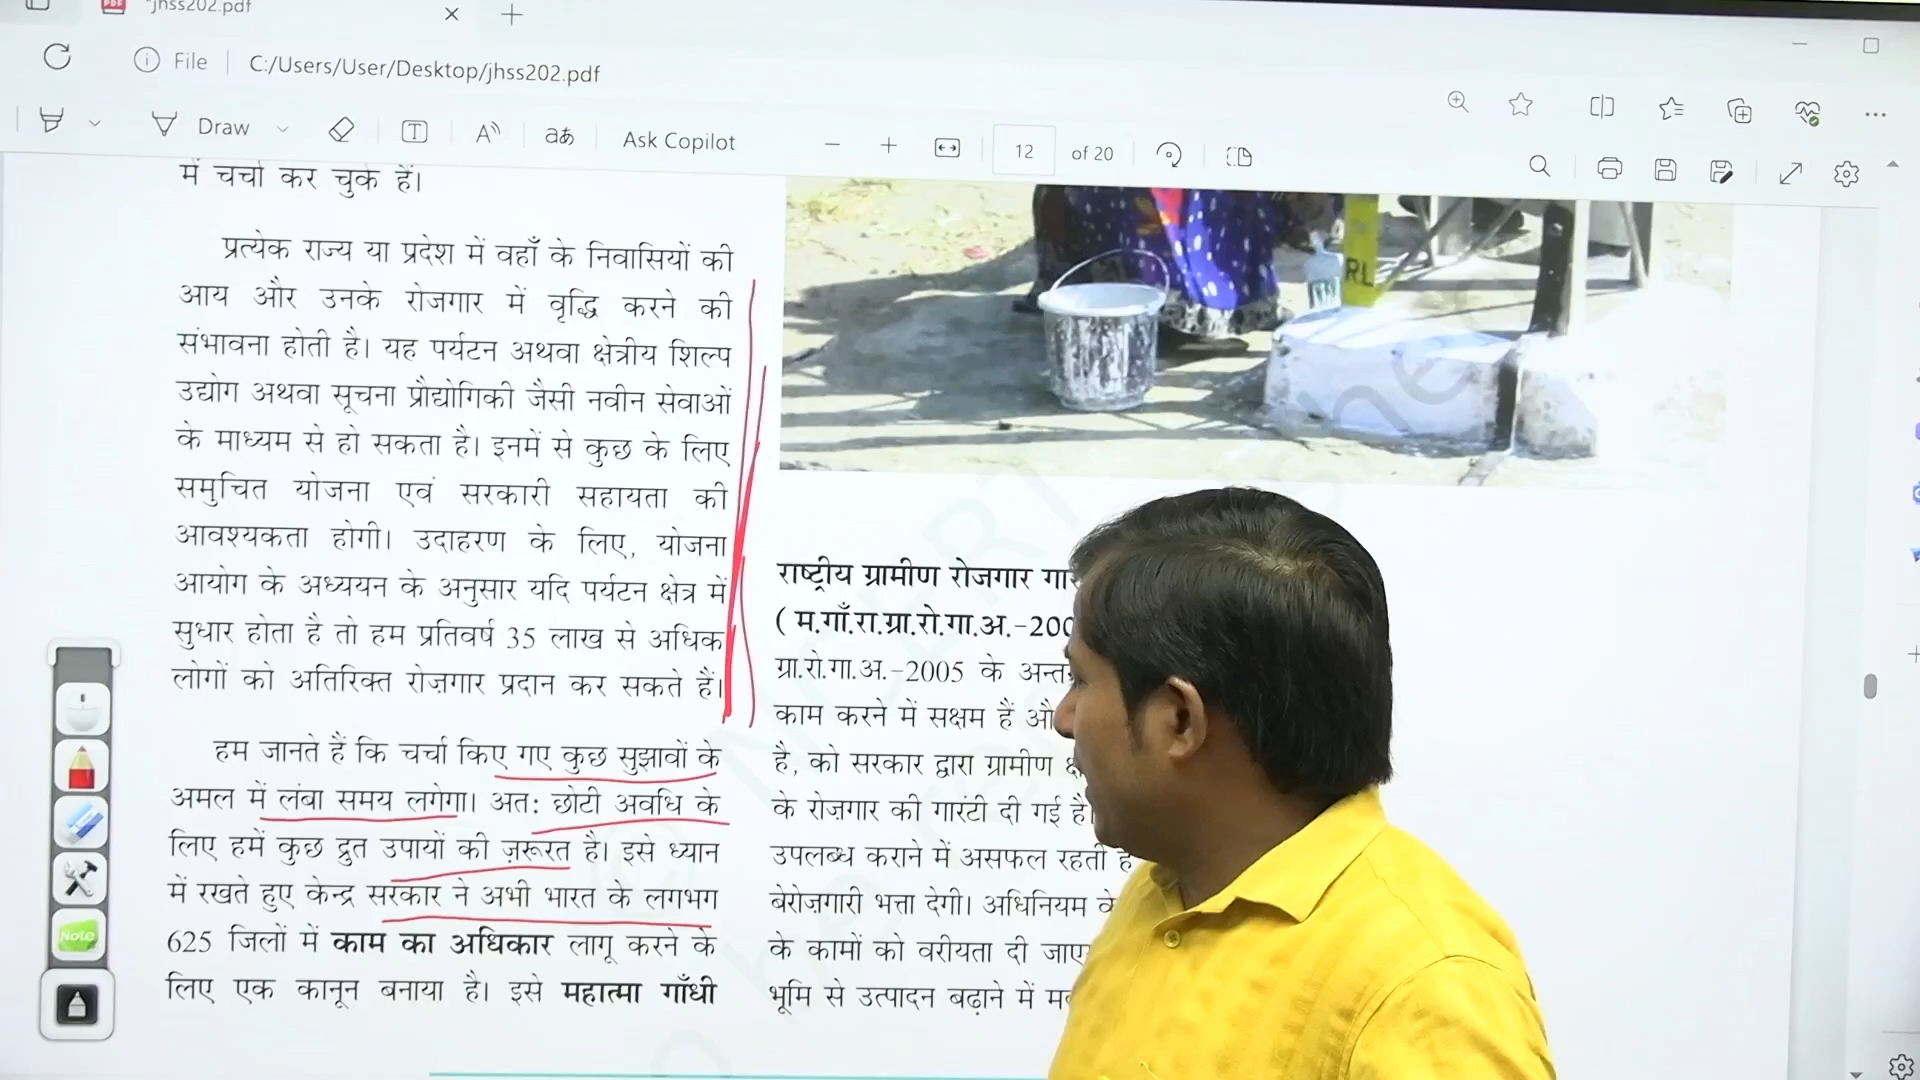 jhss202.pdf
File
C:/Users/User/Desktop/jhss202.pdf
Draw
aあ
Ask Copilot
12
of 20
में चर्चा कर चुके हैं।
प्रत्येक राज्य या प्रदेश में वहाँ के निवासियों की
आय और उनके रोजगार में वृद्धि करने की
संभावना होती है। यह पर्यटन अथवा क्षेत्रीय शिल्प
उद्योग अथवा सूचना प्रौद्योगिकी जैसी नवीन सेवाओं
के माध्यम से हो सकता है। इनमें से कुछ के लिए
समुचित योजना एवं सरकारी सहायता की
आवश्यकता होगी। उदाहरण के लिए, योजना
आयोग के अध्ययन के अनुसार यदि पर्यटन क्षेत्र में
सुधार होता है तो हम प्रतिवर्ष 35 लाख से अधिक
लोगों को अतिरिक्त रोज़गार प्रदान कर सकते हैं।
हम जानते हैं कि चर्चा किए गए कुछ सुझावों के
अमल में लंबा समय लगेगा। अतः छोटी अवधि के
लिए हमें कुछ द्रुत उपायों की ज़रूरत है। इसे ध्यान
में रखते हुए केन्द्र सरकार ने अभी भारत के लगभग
625 जिलों में काम का अधिकार लागू करने के
लिए एक कानून बनाया है। इसे महात्मा गाँधी
RL
राष्ट्रीय ग्रामीण रोजगार
( म.गाँ.रा.ग्रा.रो.गा.अ.-200
ग्रा.रो.गा.अ.-2005 के
काम करने में सक्षम हैं
है, को सरकार द्वारा ग्रामीण
के रोज़गार की गारंटी दी गई है।
उपलब्ध कराने में असफल रहती है
बेरोज़गारी भत्ता देगी। अधिनियम के
के कामों को वरीयता दी
भूमि से उत्पादन बढ़ाने में
Note